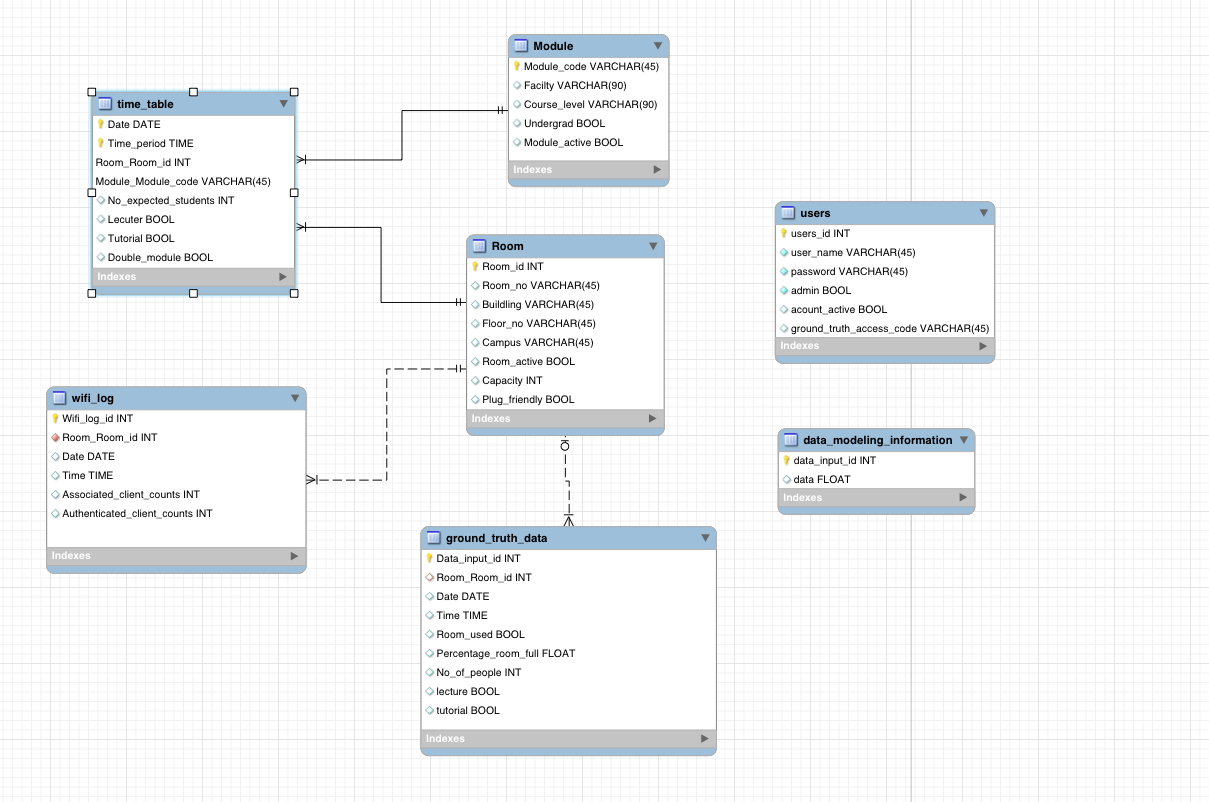 Module
Module_code VARCHAR(45)
Facilty VARCHAR(90)
Course_level VARCHAR(90)
Undergrad BOOL
Module_active BOOL
Indexes
time_table
Date DATE
Time_period TIME
Room_Room_id INT
Module_Module_code VARCHAR(45)
No_expected_students INT
Lecuter BOOL
Tutorial BOOL
Double_module BOOL
Indexes
users
users_id INT
user_name VARCHAR(45)
password VARCHAR(45)
admin BOOL
acount_active BOOL
ground_truth_access_code VARCHAR(45)
Indexes
Room
Room_id INT
Room_no VARCHAR(45)
Buildling VARCHAR(45)
Floor_no VARCHAR(45)
Campus VARCHAR(45)
Room_active BOOL
Capacity INT
Plug_friendly BOOL
Indexes
wifi_log
Wifi_log_id INT
Room_Room_id INT
Date DATE
Time TIME
Associated_client_counts INT
Authenticated_client_counts INT
Indexes
data_modeling_information
data_input_id INT
data FLOAT
Indexes
ground_truth_data
Data_input_id INT
Room_Room_id INT
Date DATE
Time TIME
Room_used BOOL
Percentage_room_full FLOAT
No_of_people INT
lecture BOOL
tutorial BOOL
Indexes